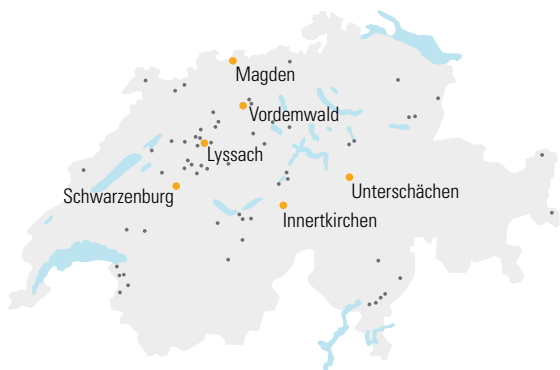 Magden
Vordemwald
Lyssach
Schwarzenburg
Unterschächen
Innertkirchen